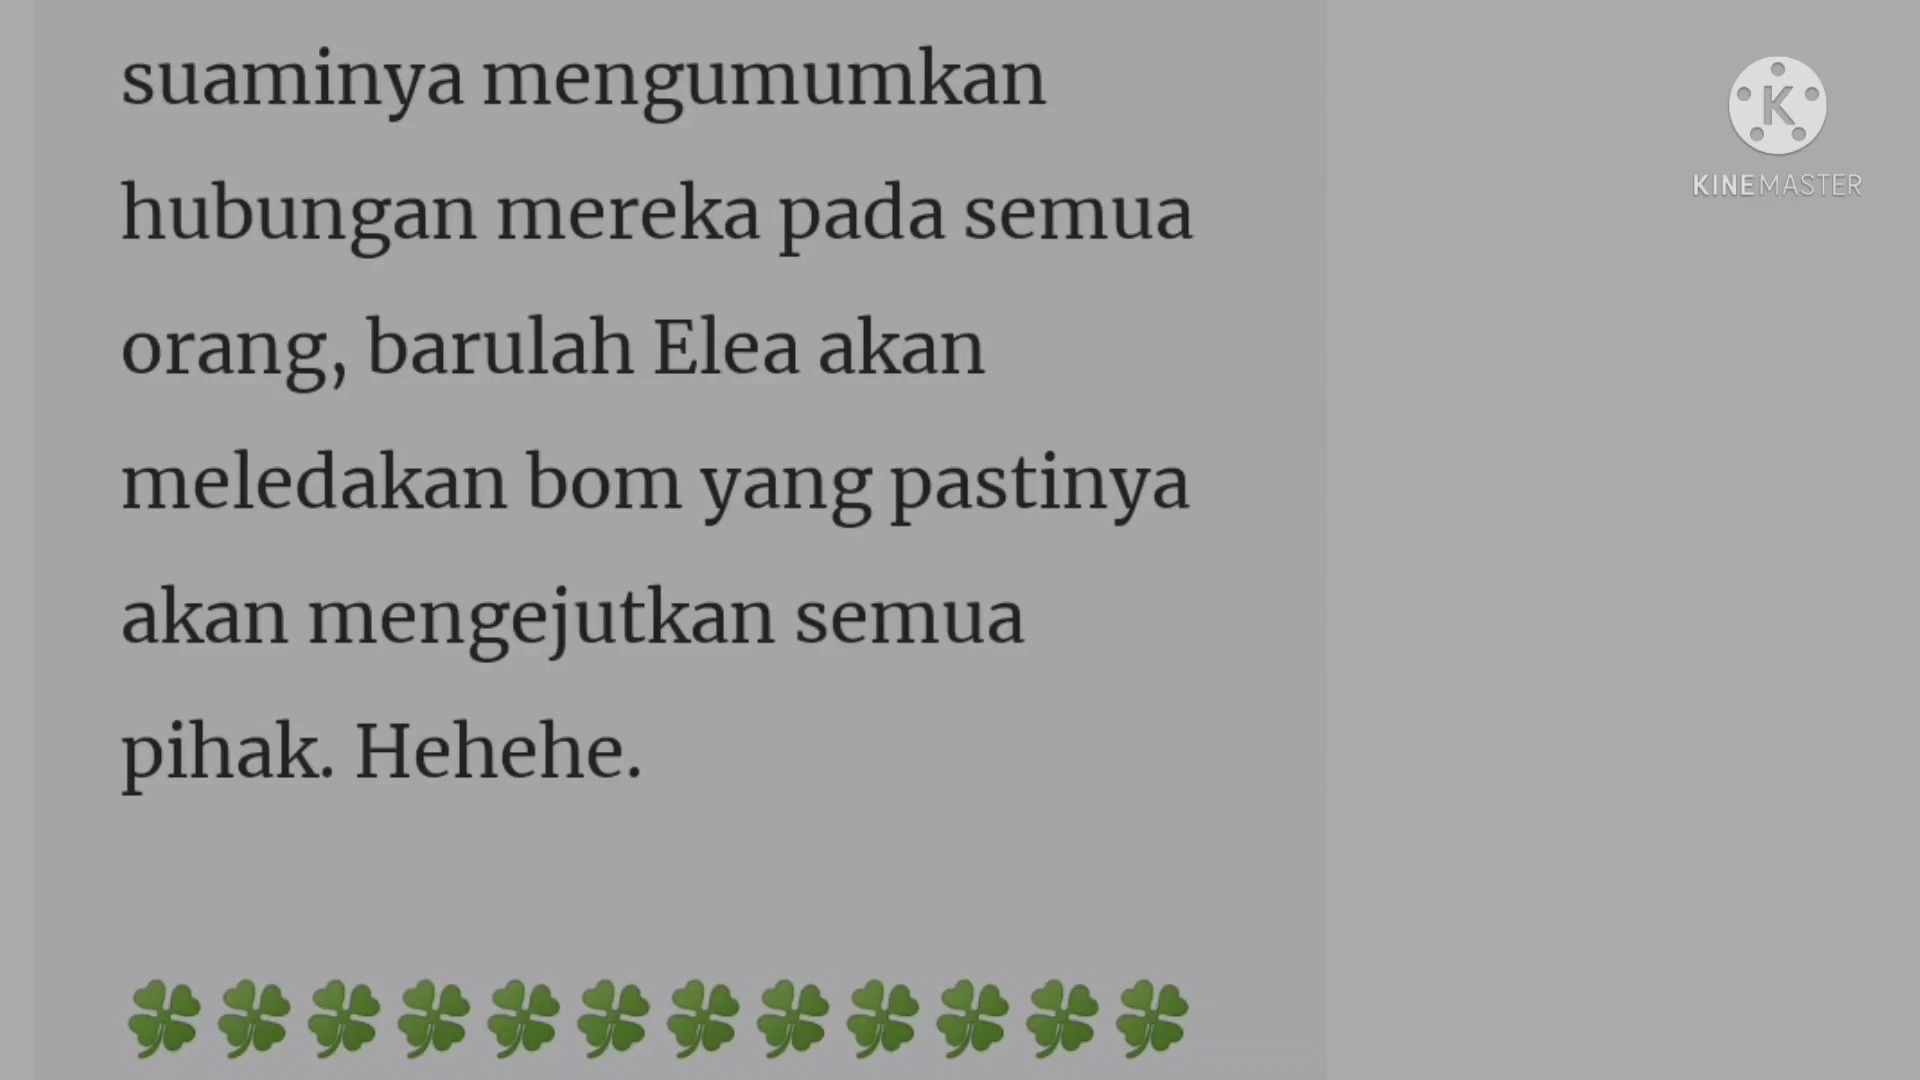 suaminya mengumumkan
hubungan mereka pada semua
orang, barulah Elea akan
meledakan bom yang pastinya
akan mengejutkan semua
pihak. Hehehe.
🍀🍀🍀🍀🍀🍀🍀🍀🍀🍀🍀🍀
K
KINEMASTER